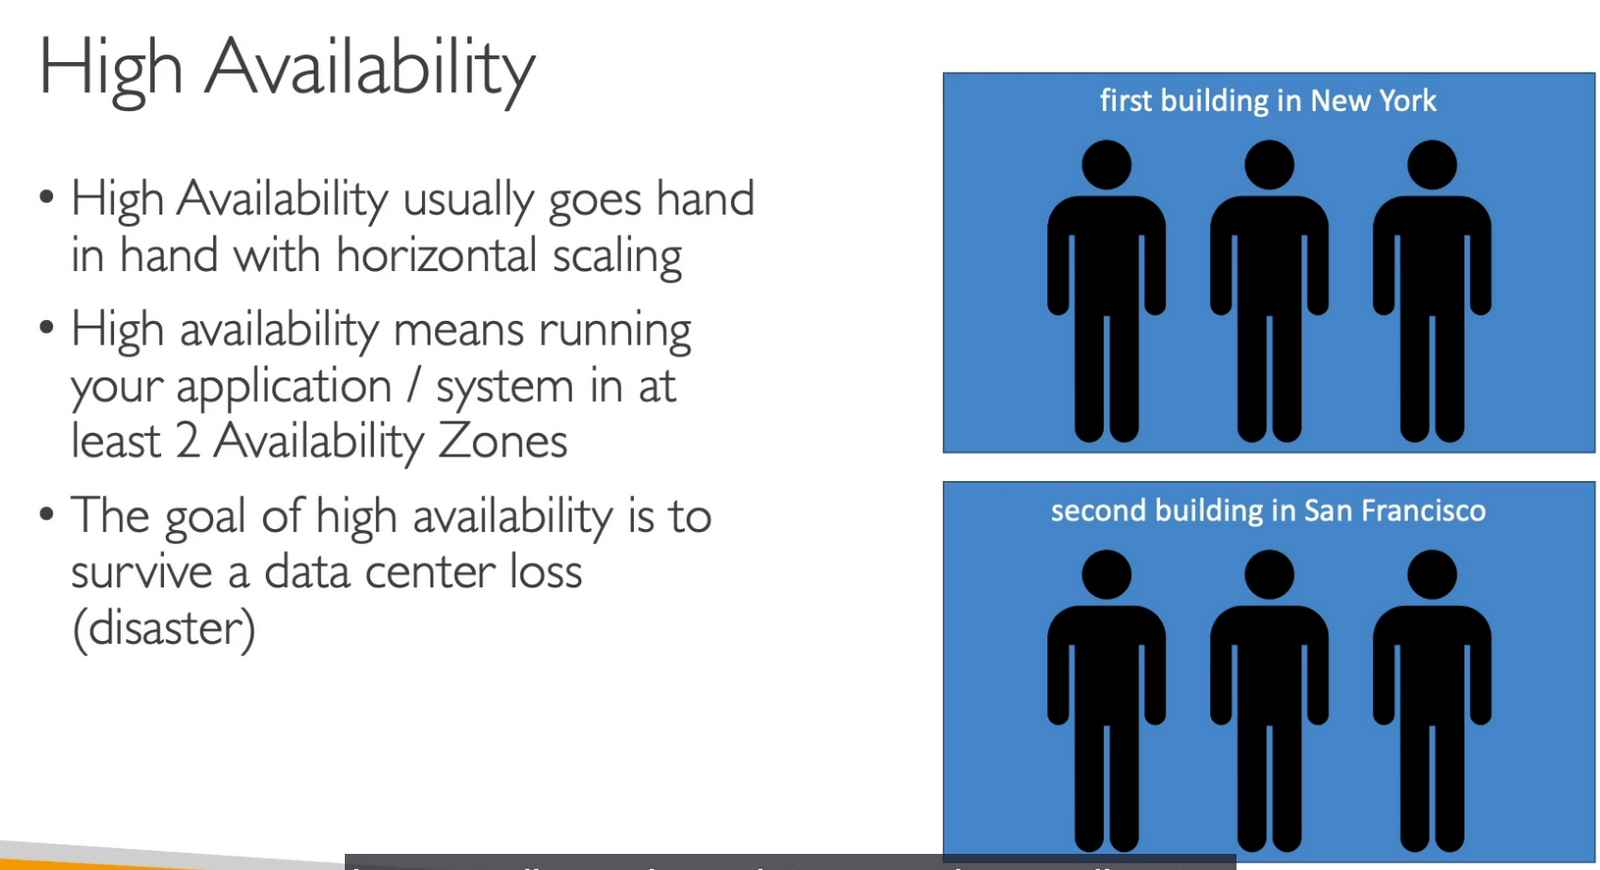 High Availability
• High Availability usually goes hand
in hand with horizontal scaling
• High availability means running
your application / system in at
least 2 Availability Zones
• The goal of high availability is to
survive a data center loss
(disaster)
first building in New York
second building in San Francisco